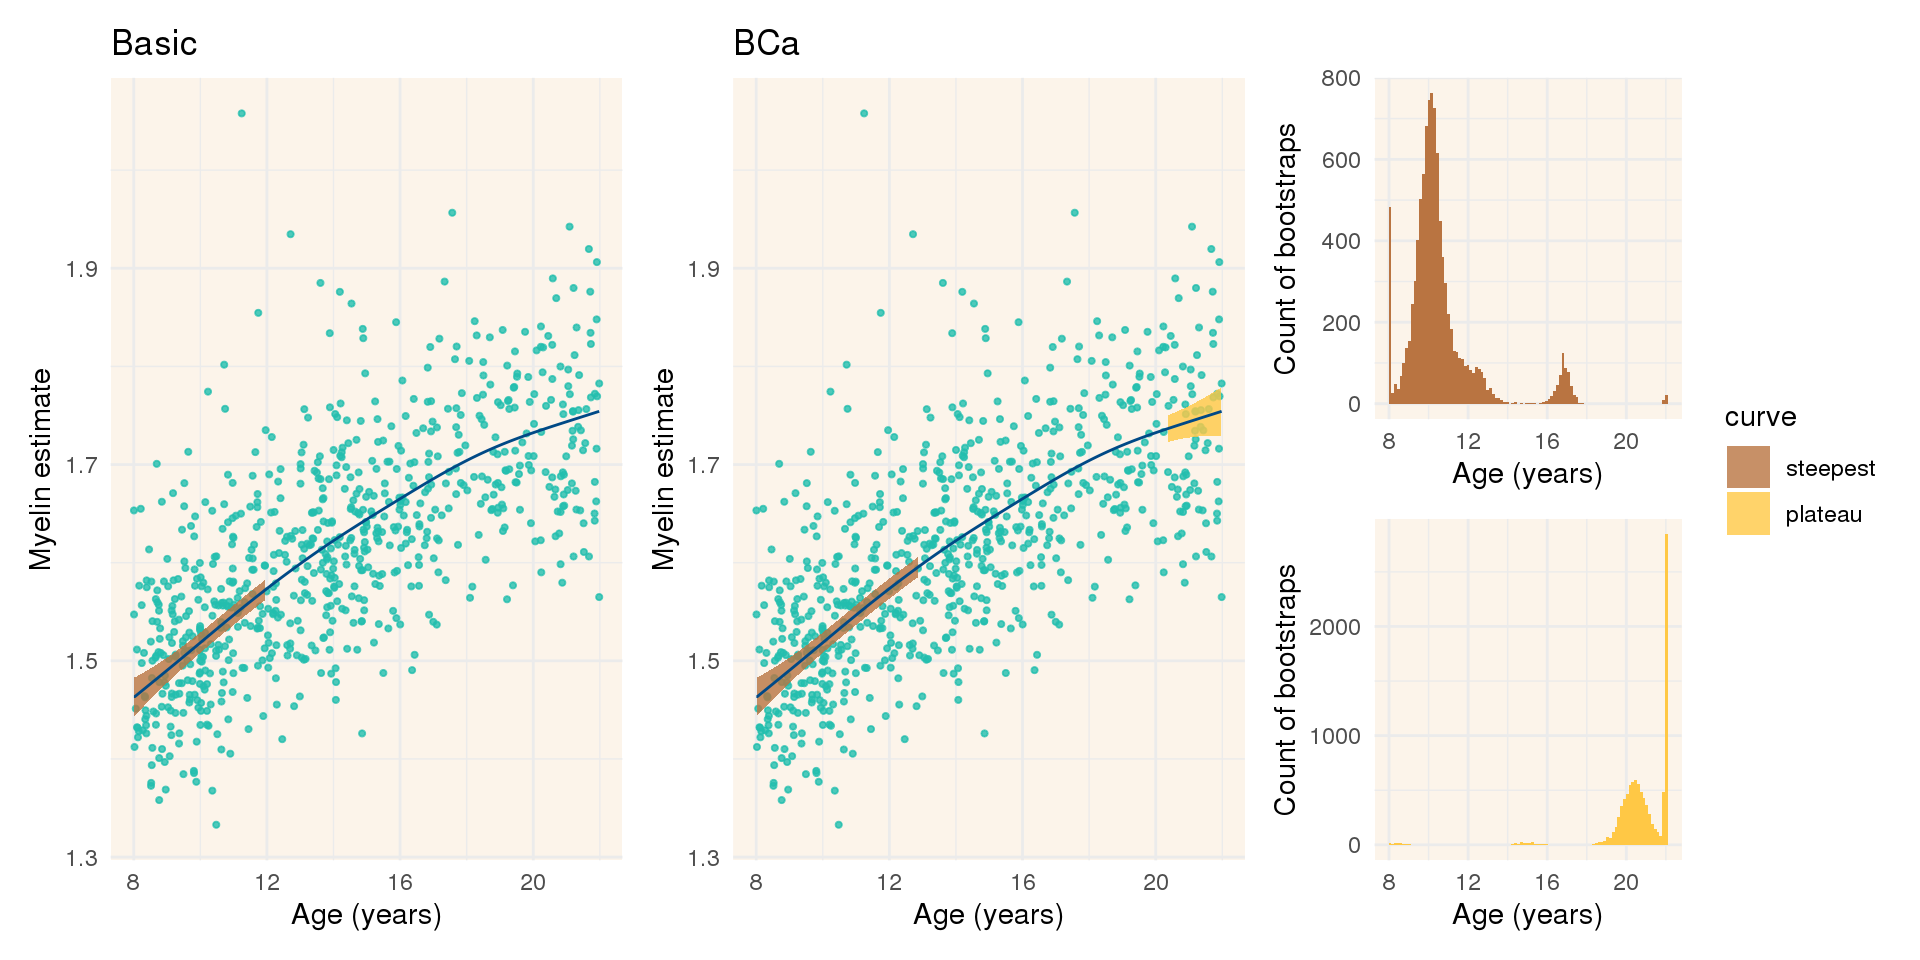 Basic
Myelin estimate
1.9
1.7
1.5
1.3
8 12 16 20
Age (years)
BCa
Myelin estimate
1.9
1.7
1.5
1.3
8 12 16 20
Age (years)
Count of bootstraps
800
600
400
200
0
8 12 16 20
Age (years)
Count of bootstraps
2000
1000
0
8 12 16 20
Age (years)
curve
steepest
plateau